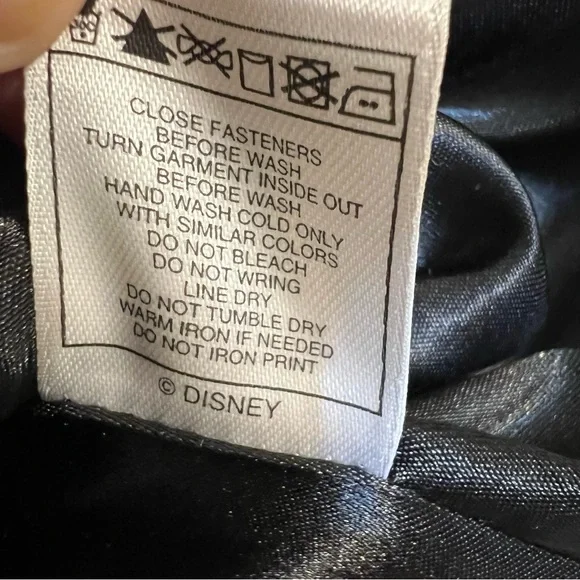 CLOSE FASTENERS
BEFORE WASH
TURN GARMENT INSIDE OUT
BEFORE WASH
HAND WASH COLD ONLY
WITH SIMILAR COLORS
DO NOT BLEACH
DO NOT WRING
LINE DRY
DO NOT TUMBLE DRY
WARM IRON IF NEEDED
DO NOT IRON PRINT
© DISNEY